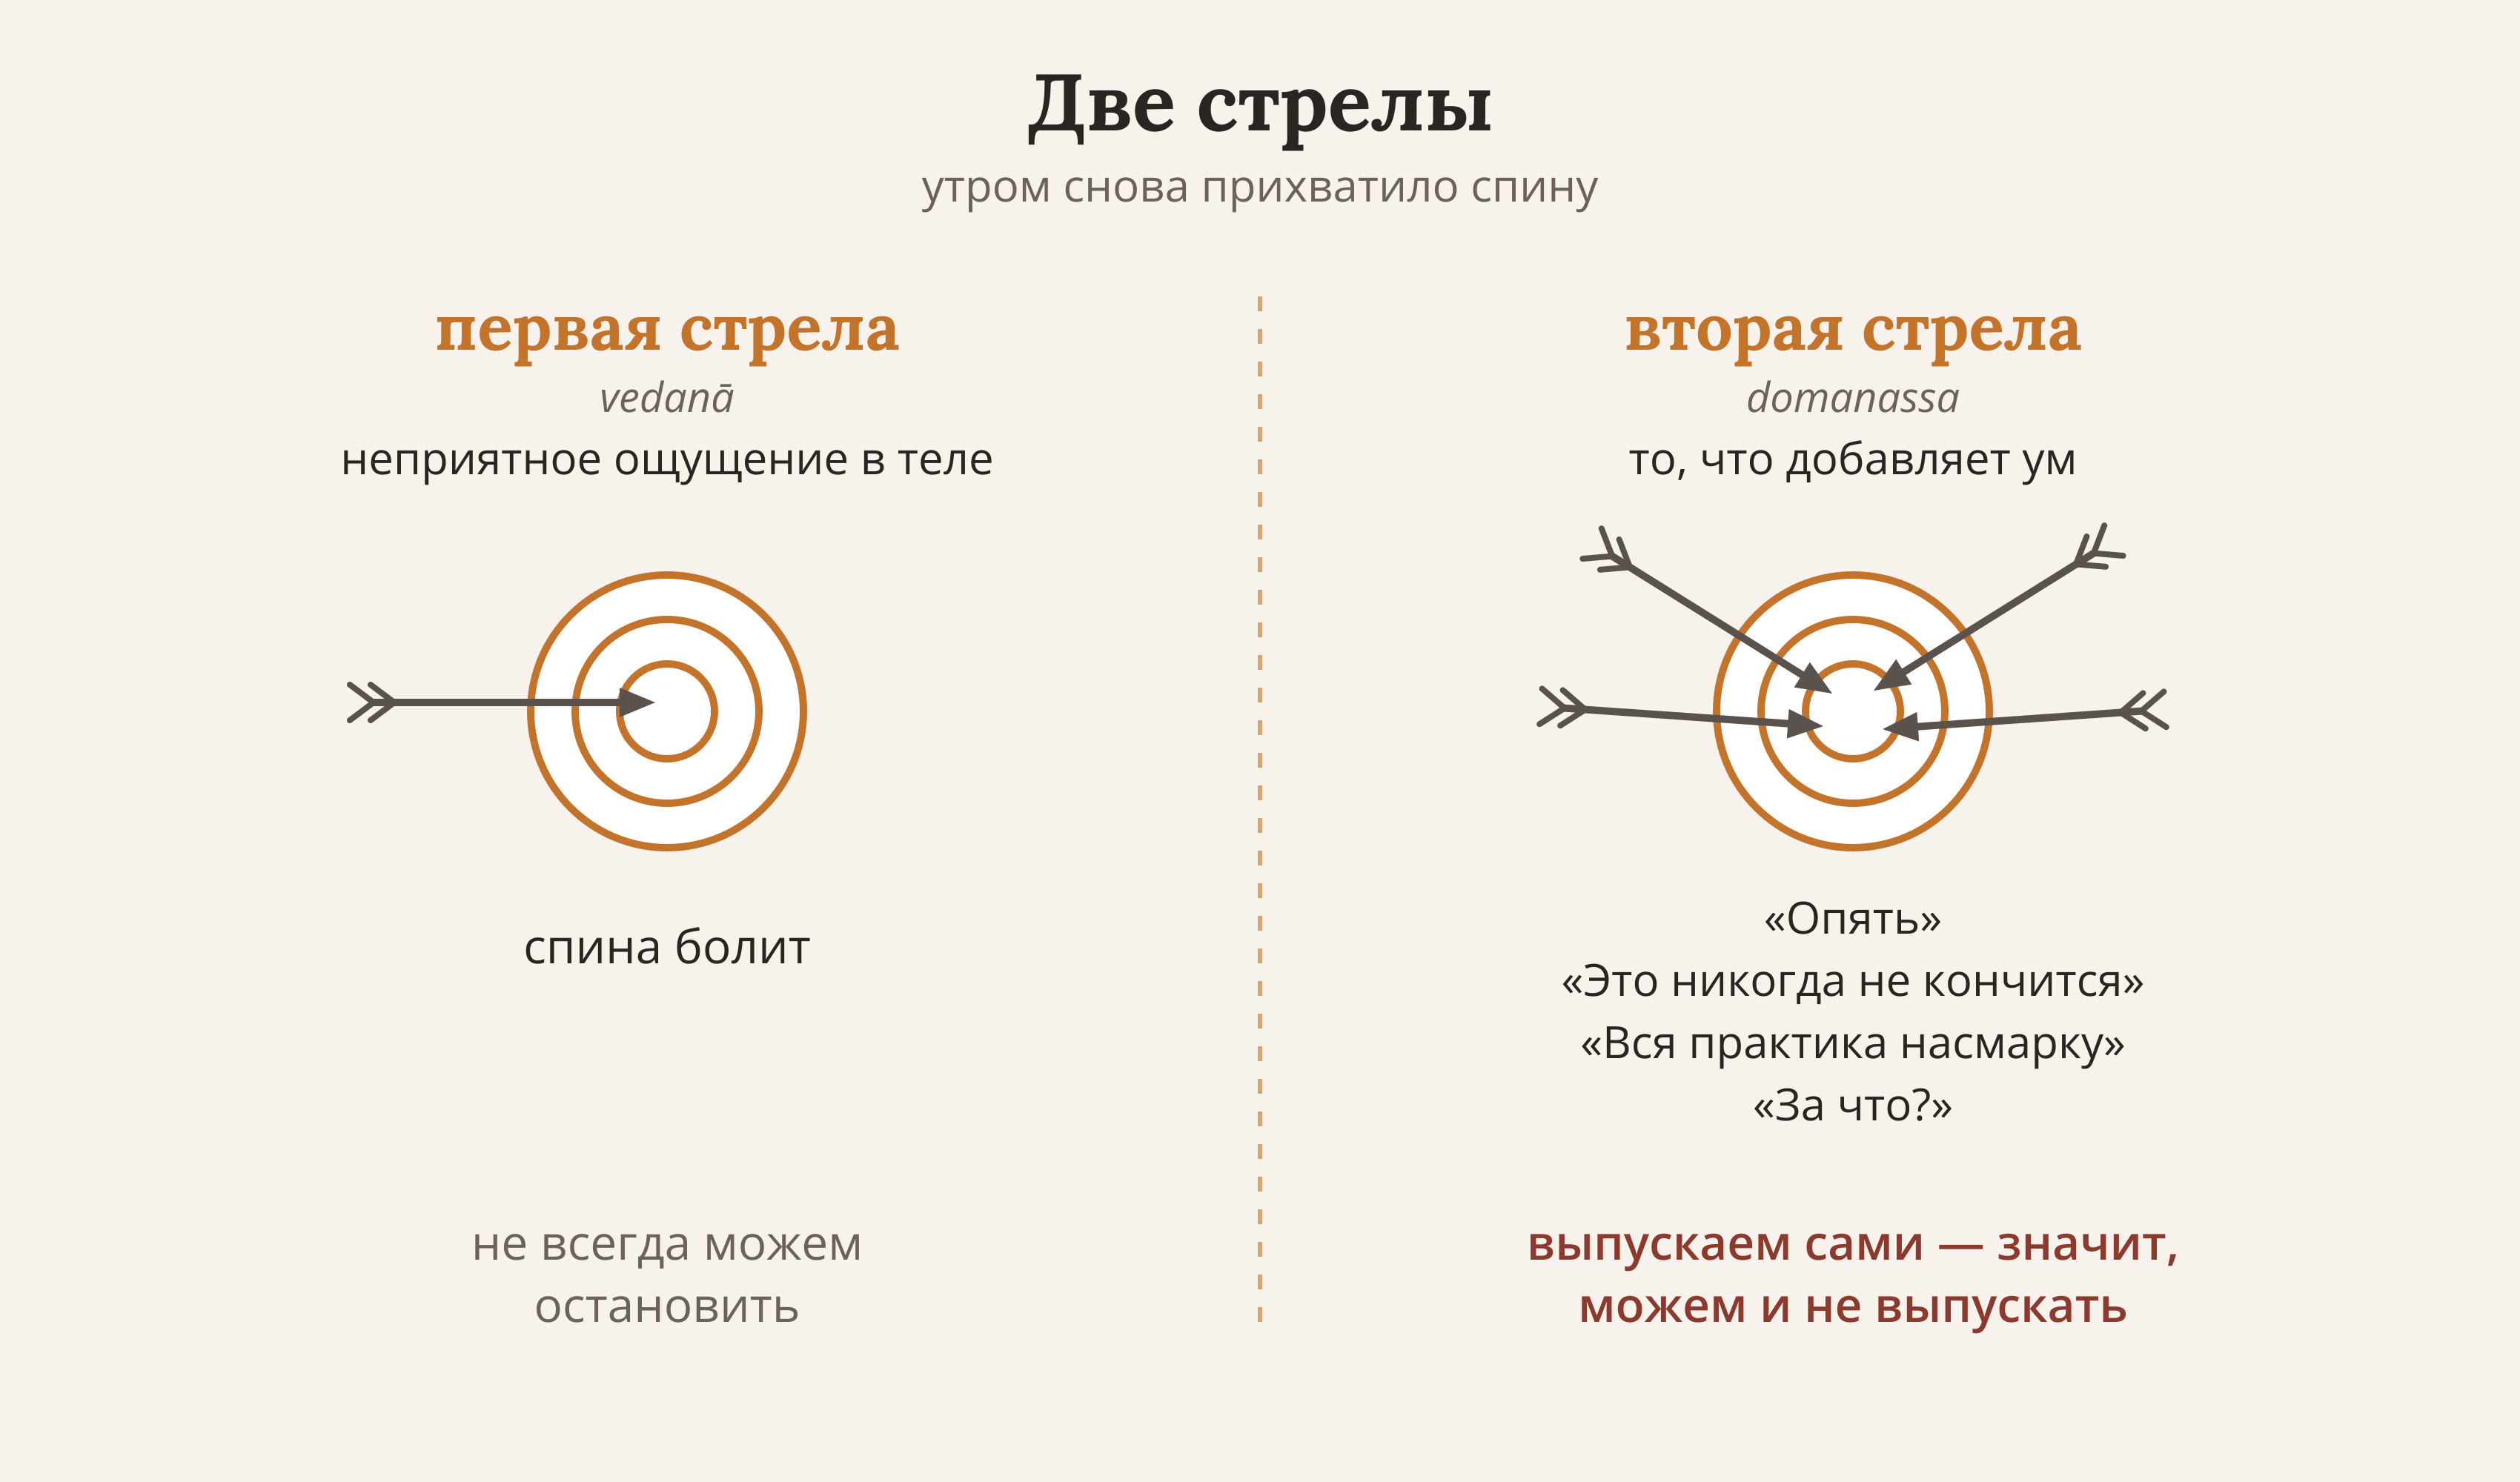 Две стрелы
утром снова прихватило спину
первая стрела
vedanā
неприятное ощущение в теле
спина болит
не всегда можем
остановить
вторая стрела
domanassa
то, что добавляет ум
«Опять»
«Это никогда не кончится»
«Вся практика насмарку»
«За что?»
выпускаем сами — значит,
можем и не выпускать